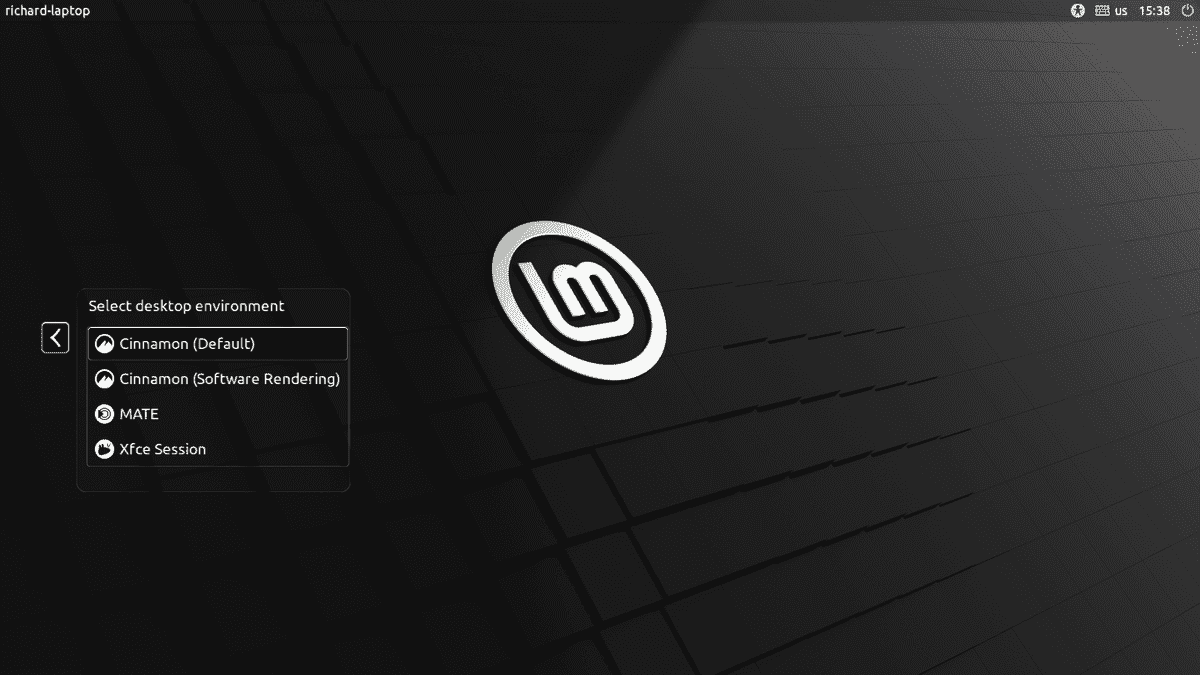 richard-laptop
us 15:38
Select desktop environment
Cinnamon (Default)
Cinnamon (Software Rendering)
MATE
Xfce Session